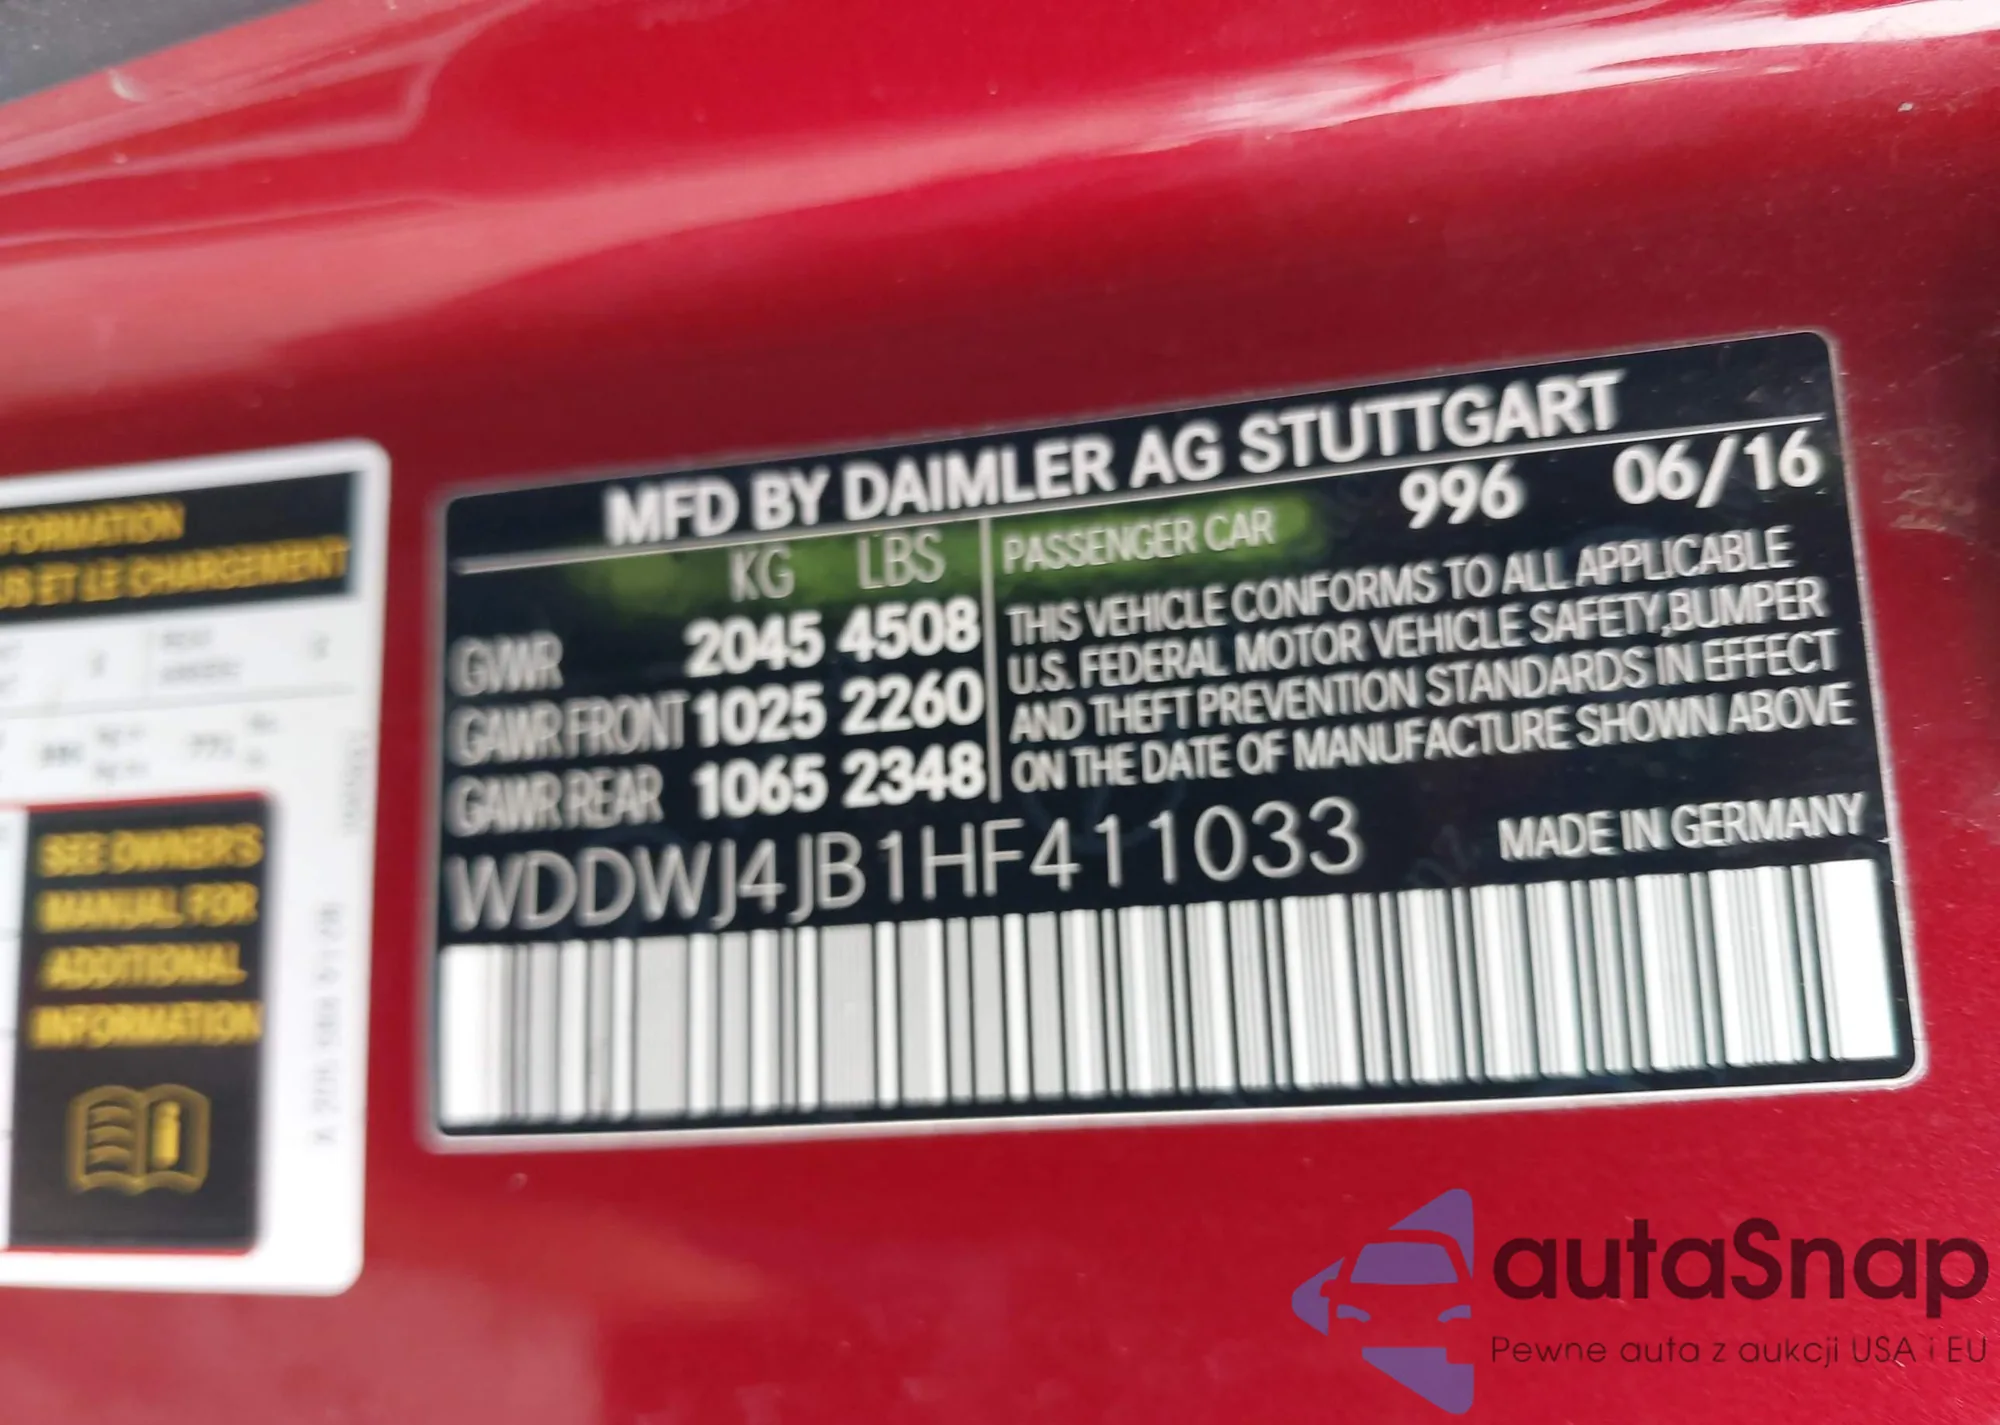 MFD BY DAIMLER AG STUTTGART
KG LBS
GVWR 2045 4508
GAWR FRONT 1025 2260
GAWR REAR 1065 2348
PASSENGER CAR 996 06/16
THIS VEHICLE CONFORMS TO ALL APPLICABLE
U.S. FEDERAL MOTOR VEHICLE SAFETY,BUMPER
AND THEFT PREVENTION STANDARDS IN EFFECT
ON THE DATE OF MANUFACTURE SHOWN ABOVE
WDDWJ4JB1HF411033
MADE IN GERMANY
ET LE CHARGEMENT
SEE OWNER'S
MANUAL FOR
ADDITIONAL
INFORMATION
autaSnap
Pewne auta z aukcji USA i EU